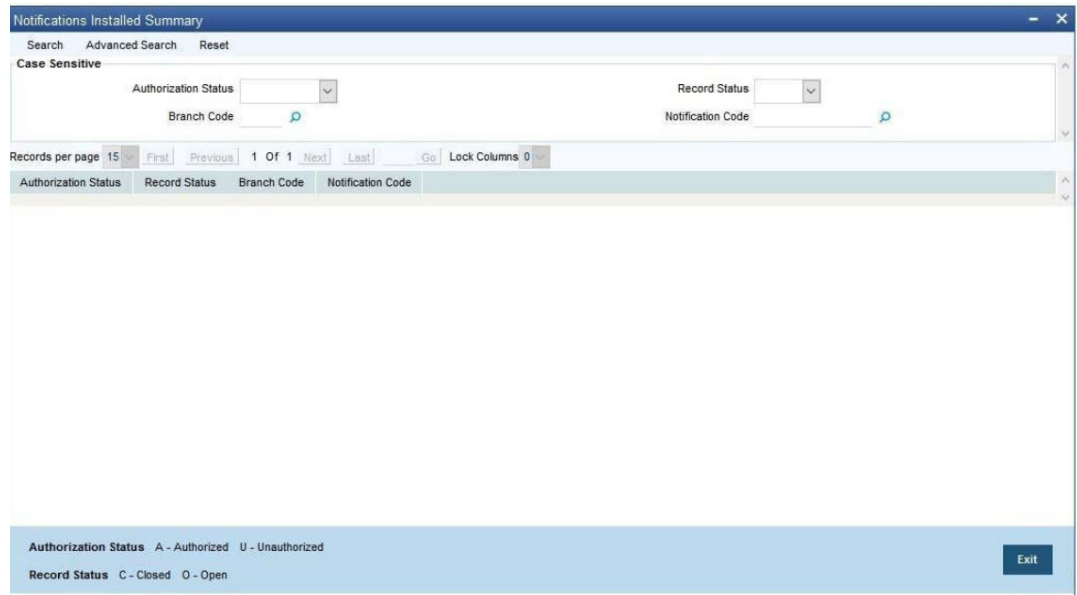 Notifications Installed Summary
Search Advanced Search Reset
Case Sensitive
Authorization Status Record Status
Branch Code Notification Code
Records per page 15 First Previous 1 Of 1 Next Last Go Lock Columns 0
Authorization Status Record Status Branch Code Notification Code
Authorization Status A - Authorized U - Unauthorized
Record Status C - Closed O - Open
Exit